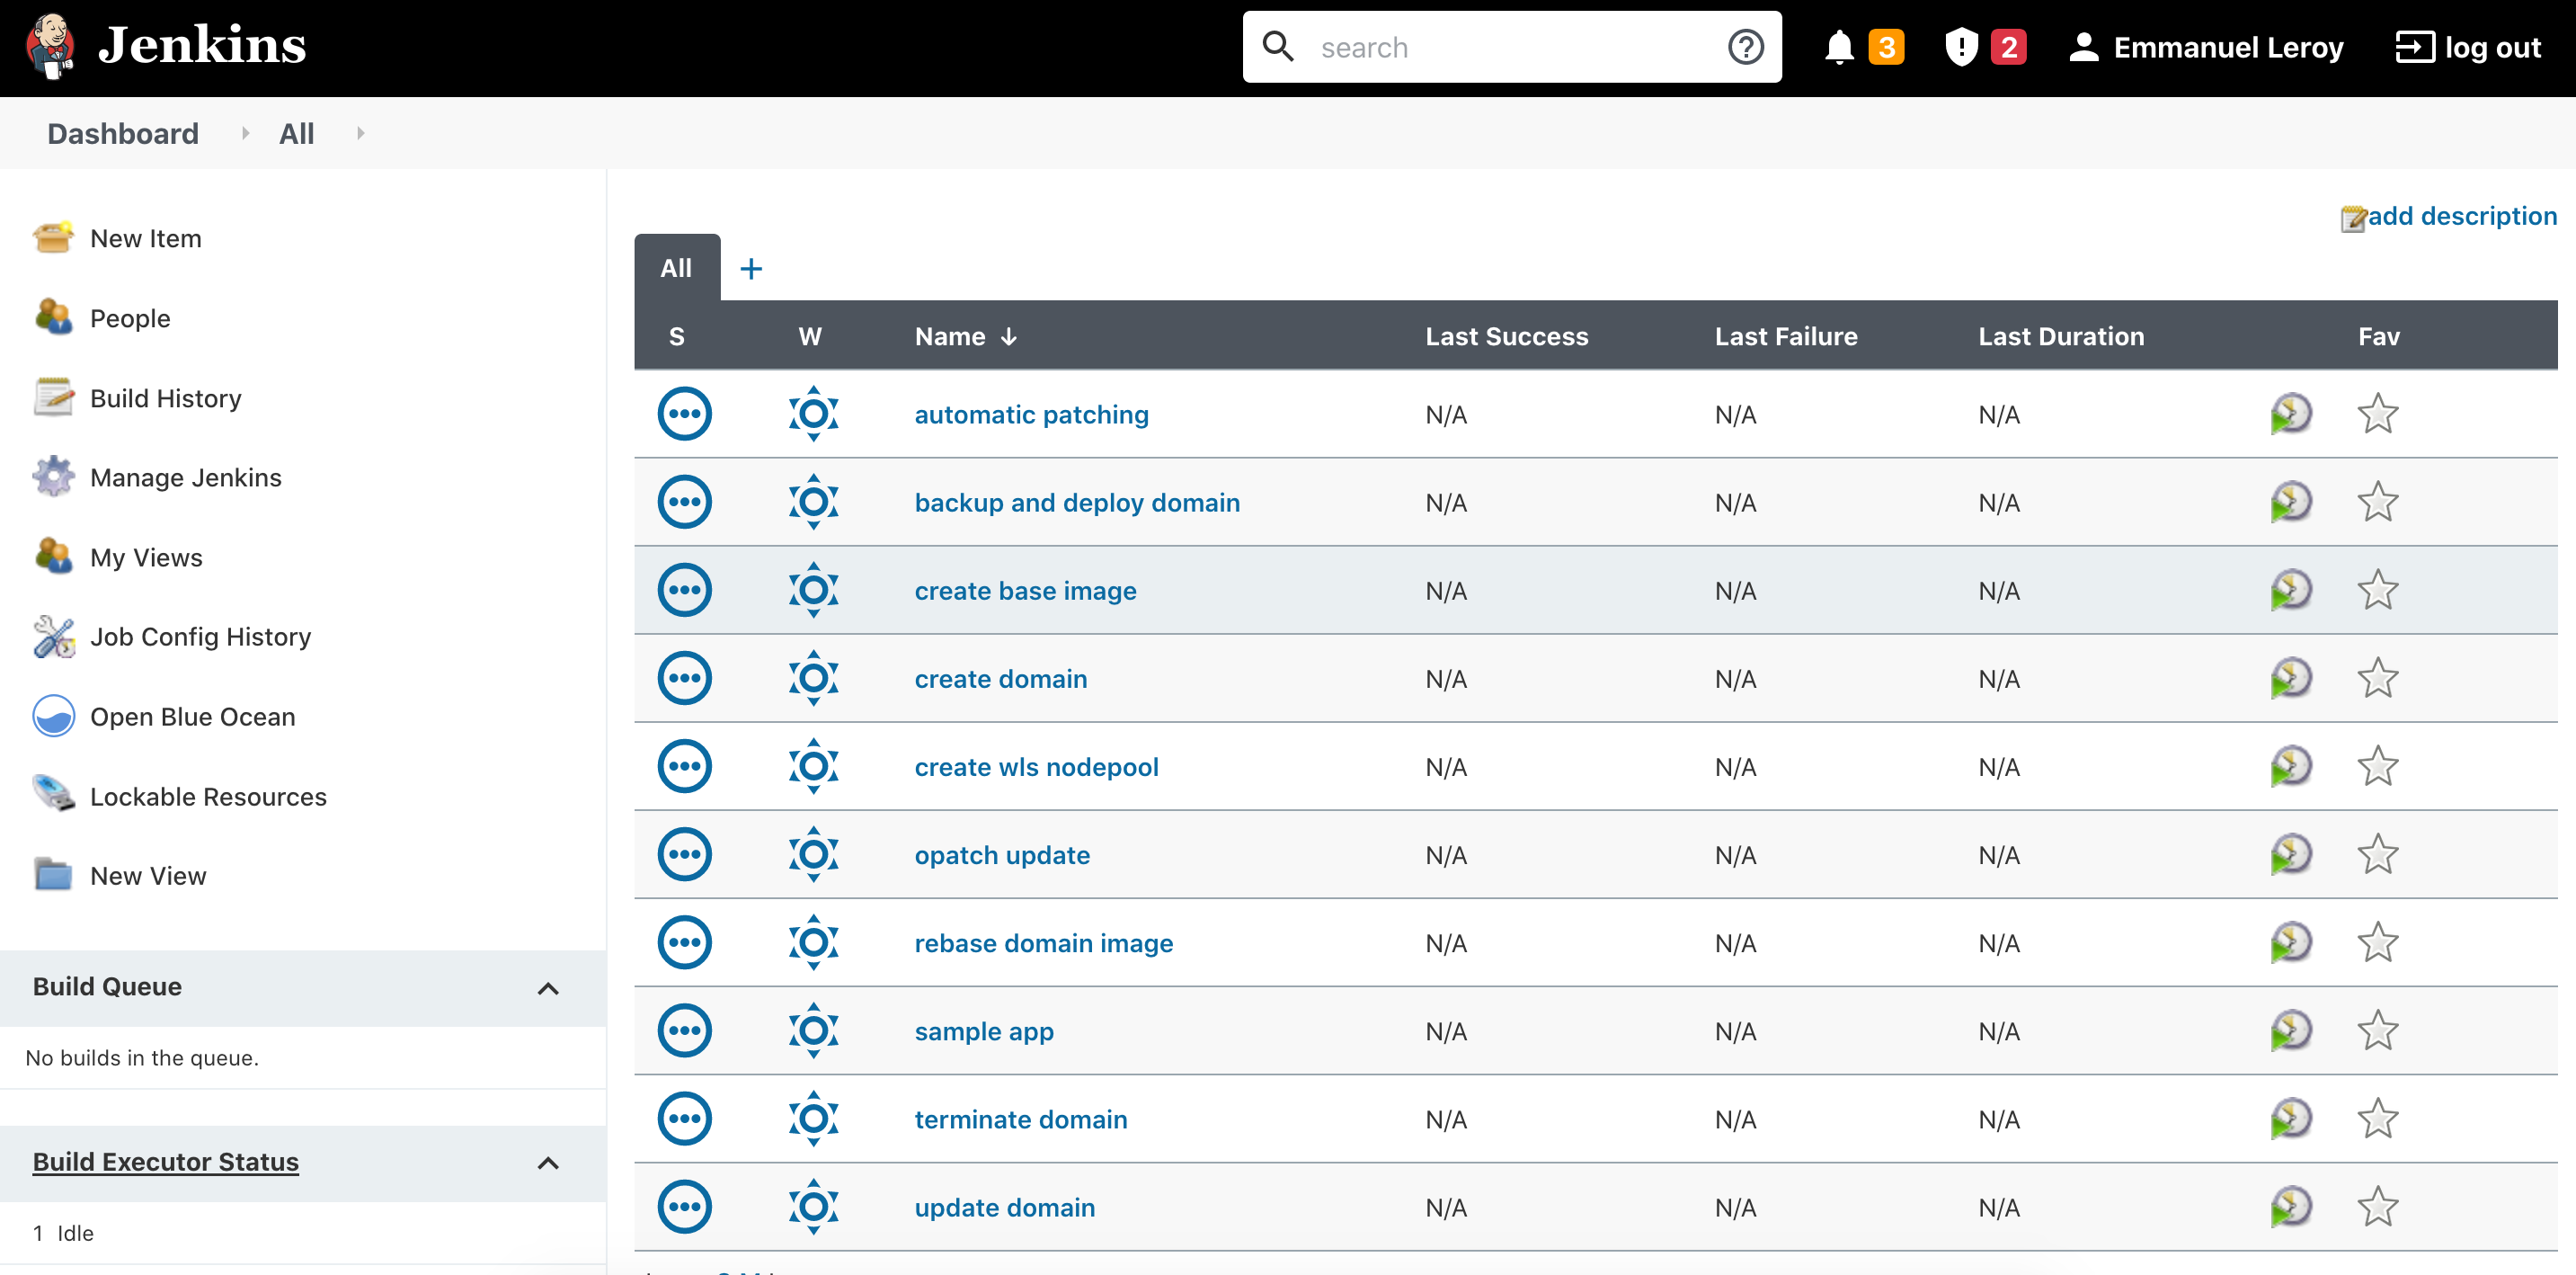 Jenkins
search
3
2
Emmanuel Leroy
log out
Dashboard All
New Item
People
Build History
Manage Jenkins
My Views
Job Config History
Open Blue Ocean
Lockable Resources
New View
Build Queue
No builds in the queue.
Build Executor Status
1 Idle
add description
All +
S W Name ↓ Last Success Last Failure Last Duration Fav
automatic patching N/A N/A N/A
backup and deploy domain N/A N/A N/A
create base image N/A N/A N/A
create domain N/A N/A N/A
create wls nodepool N/A N/A N/A
opatch update N/A N/A N/A
rebase domain image N/A N/A N/A
sample app N/A N/A N/A
terminate domain N/A N/A N/A
update domain N/A N/A N/A